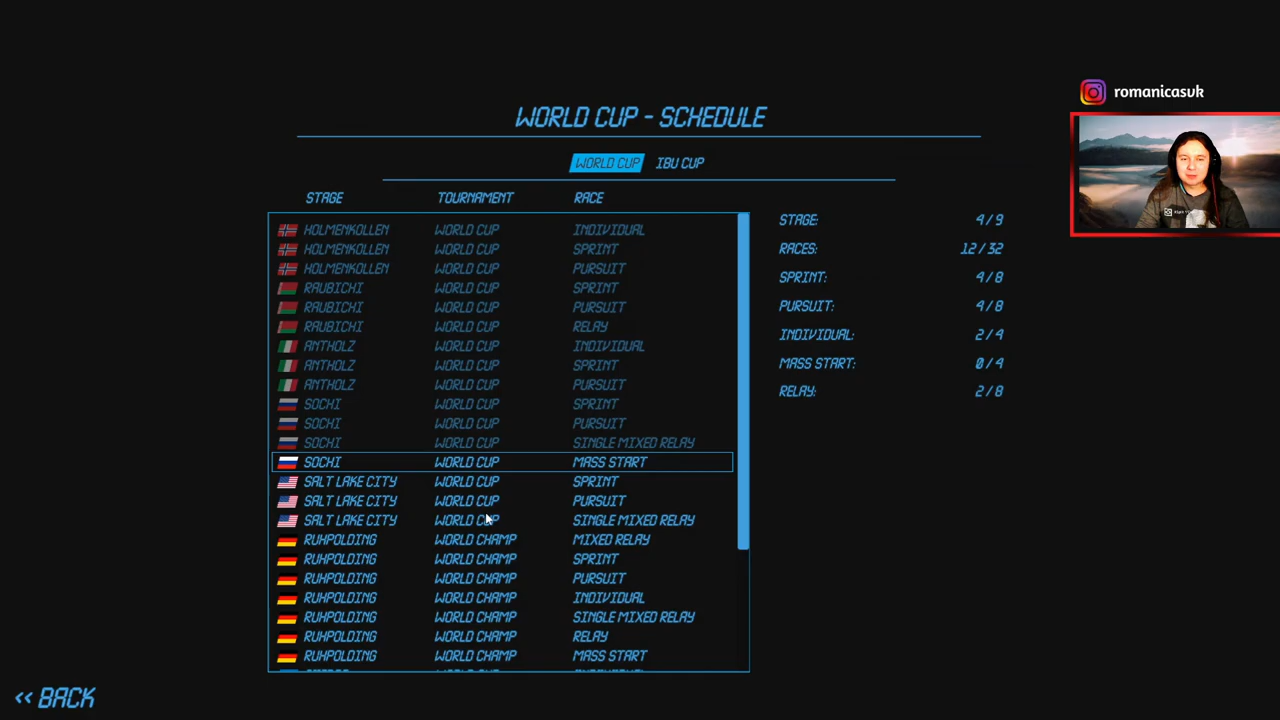 romanicasvk
WORLD CUP - SCHEDULE
WORLD CUP IBU CUP
STAGE TOURNAMENT RACE
HOLMENKOLLEN WORLD CUP INDIVIDUAL
HOLMENKOLLEN WORLD CUP SPRINT
HOLMENKOLLEN WORLD CUP PURSUIT
RAUBICHI WORLD CUP SPRINT
RAUBICHI WORLD CUP PURSUIT
RAUBICHI WORLD CUP RELAY
ANTHOLZ WORLD CUP INDIVIDUAL
ANTHOLZ WORLD CUP SPRINT
ANTHOLZ WORLD CUP PURSUIT
SOCHI WORLD CUP SPRINT
SOCHI WORLD CUP PURSUIT
SOCHI WORLD CUP SINGLE MIXED RELAY
SOCHI WORLD CUP MASS START
SALT LAKE CITY WORLD CUP SPRINT
SALT LAKE CITY WORLD CUP PURSUIT
SALT LAKE CITY WORLD CUP SINGLE MIXED RELAY
RUHPOLDING WORLD CHAMP MIXED RELAY
RUHPOLDING WORLD CHAMP SPRINT
RUHPOLDING WORLD CHAMP PURSUIT
RUHPOLDING WORLD CHAMP INDIVIDUAL
RUHPOLDING WORLD CHAMP SINGLE MIXED RELAY
RUHPOLDING WORLD CHAMP RELAY
RUHPOLDING WORLD CHAMP MASS START
STAGE: 4/9
RACES: 12/32
SPRINT: 4/8
PURSUIT: 4/8
INDIVIDUAL: 2/4
MASS START: 0/4
RELAY: 2/8
<< BACK